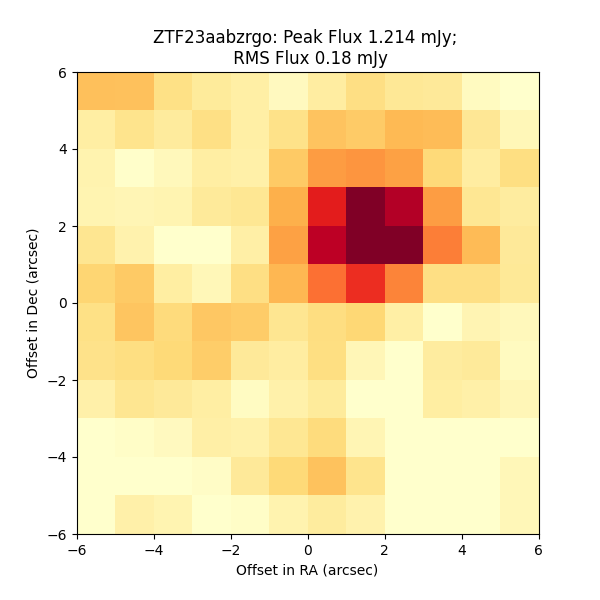 ZTF23aabzrgo: Peak Flux 1.214 mJy;
RMS Flux 0.18 mJy
6
4
2
0
−2
−4
−6
Offset in Dec (arcsec)
−6 −4 −2 0 2 4 6
Offset in RA (arcsec)